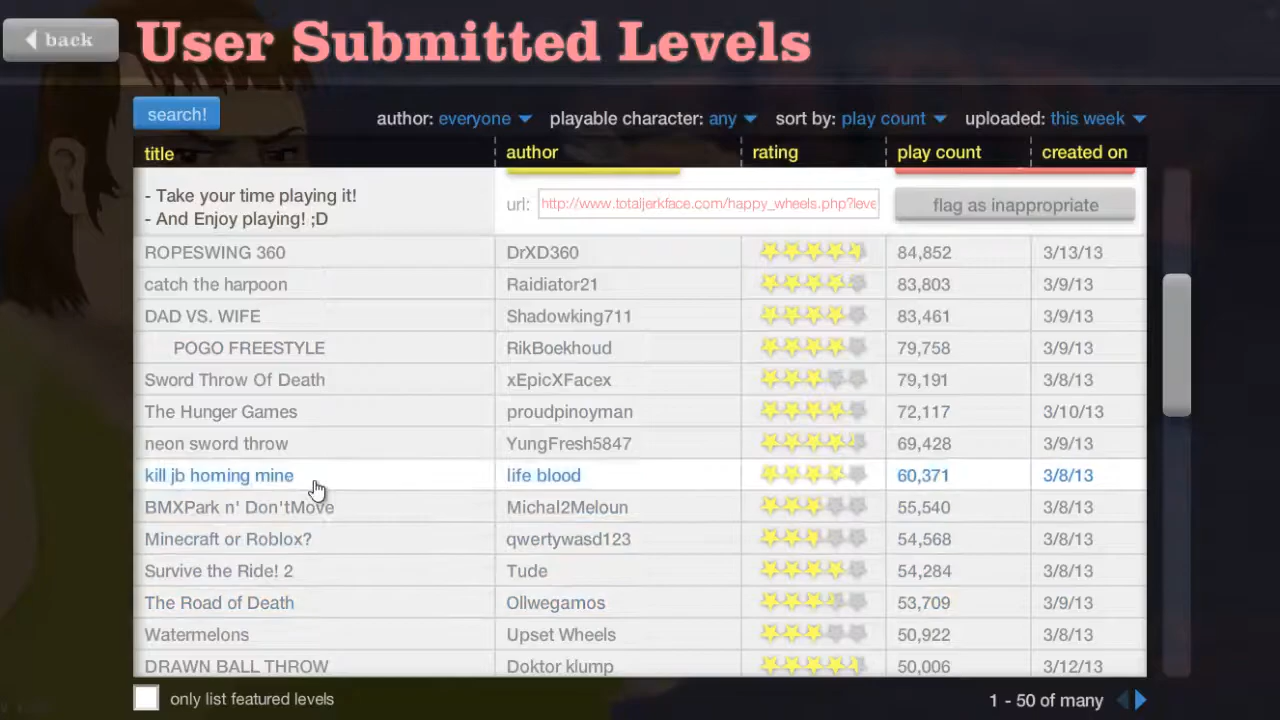 back
User Submitted Levels
search!
author: everyone playable character: any sort by: play count uploaded: this week
title author rating play count created on
- Take your time playing it!
- And Enjoy playing! ;D
url: http://www.totaljerkface.com/happy_wheels.php?leve
flag as inappropriate
ROPESWING 360 DrXD360 84,852 3/13/13
catch the harpoon Raidiator21 83,803 3/9/13
DAD VS. WIFE Shadowking711 83,461 3/9/13
POGO FREESTYLE RikBoekhoud 79,758 3/9/13
Sword Throw Of Death xEpicXFacex 79,191 3/8/13
The Hunger Games proudpinoyman 72,117 3/10/13
neon sword throw YungFresh5847 69,428 3/9/13
kill jb homing mine life blood 60,371 3/8/13
BMXPark n' Don'tMove Michal2Meloun 55,540 3/8/13
Minecraft or Roblox? qwertywasd123 54,568 3/8/13
Survive the Ride! 2 Tude 54,284 3/8/13
The Road of Death Ollwegamos 53,709 3/9/13
Watermelons Upset Wheels 50,922 3/8/13
DRAWN BALL THROW Doktor klump 50,006 3/12/13
only list featured levels 1 - 50 of many